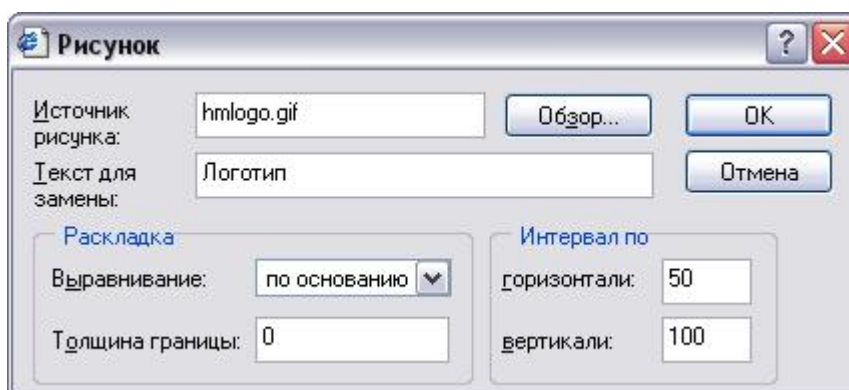 Рисунок
Источник рисунка:
hmlogo.gif
Обзор...
OK
Текст для замены:
Логотип
Отмена
Раскладка
Выравнивание:
по основанию
Толщина границы:
0
Интервал по
горизонтали:
50
вертикали:
100